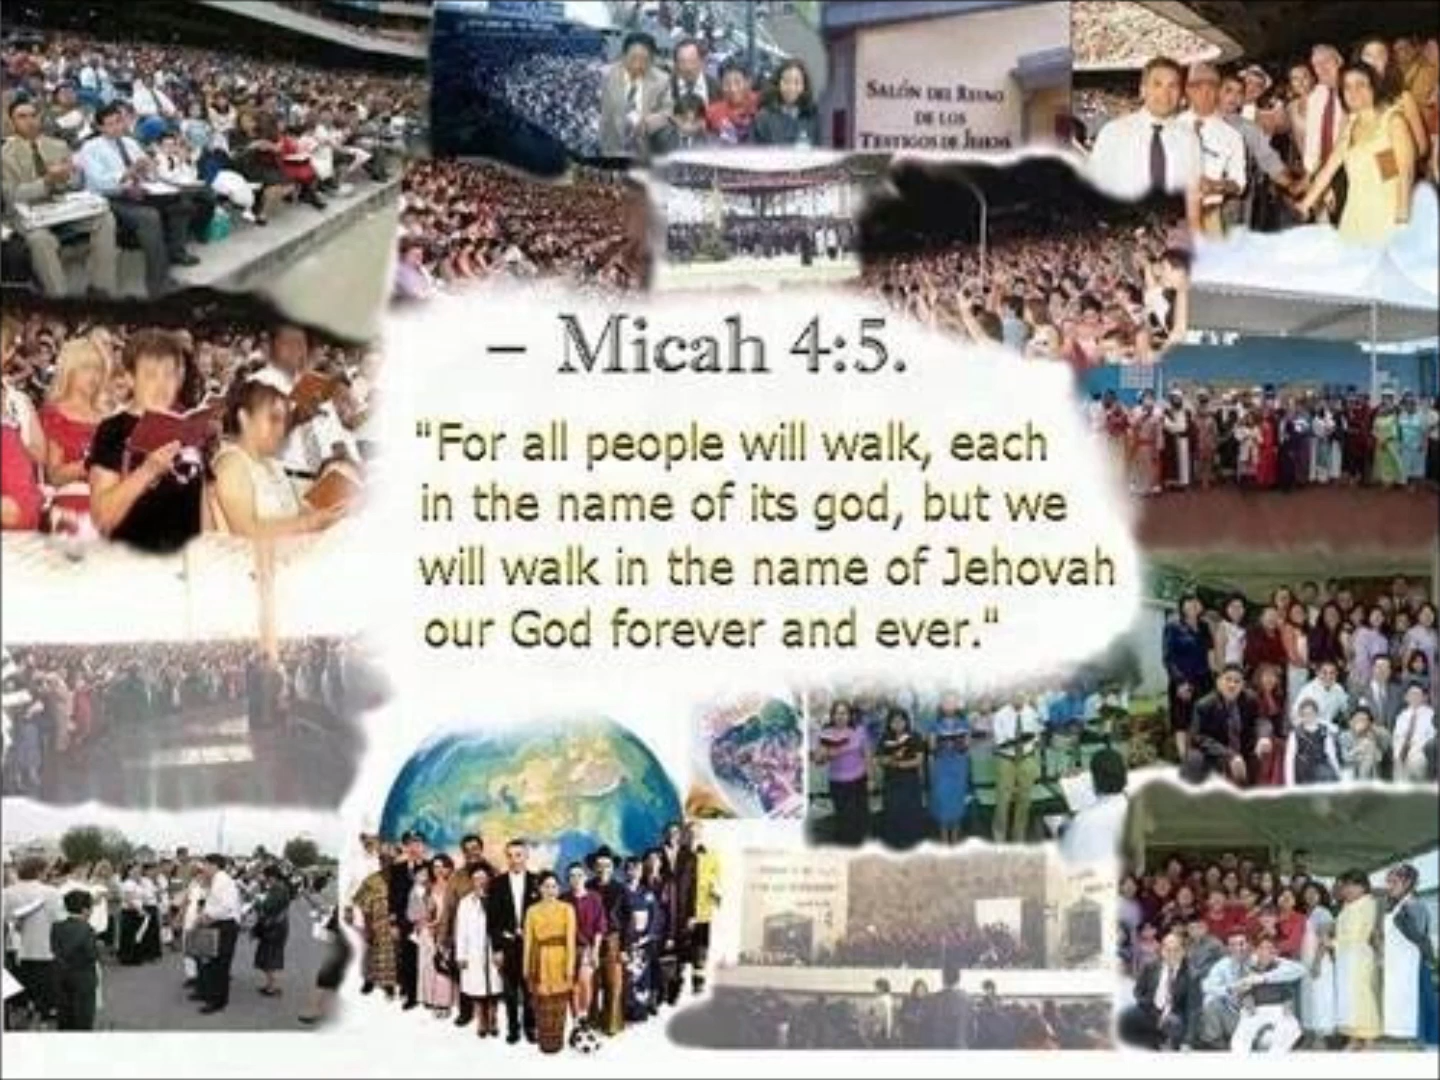 SALÓN DEL REINO
DE LOS
TESTIGOS DE JEHOVÁ
– Micah 4:5.
"For all people will walk, each
in the name of its god, but we
will walk in the name of Jehovah
our God forever and ever."